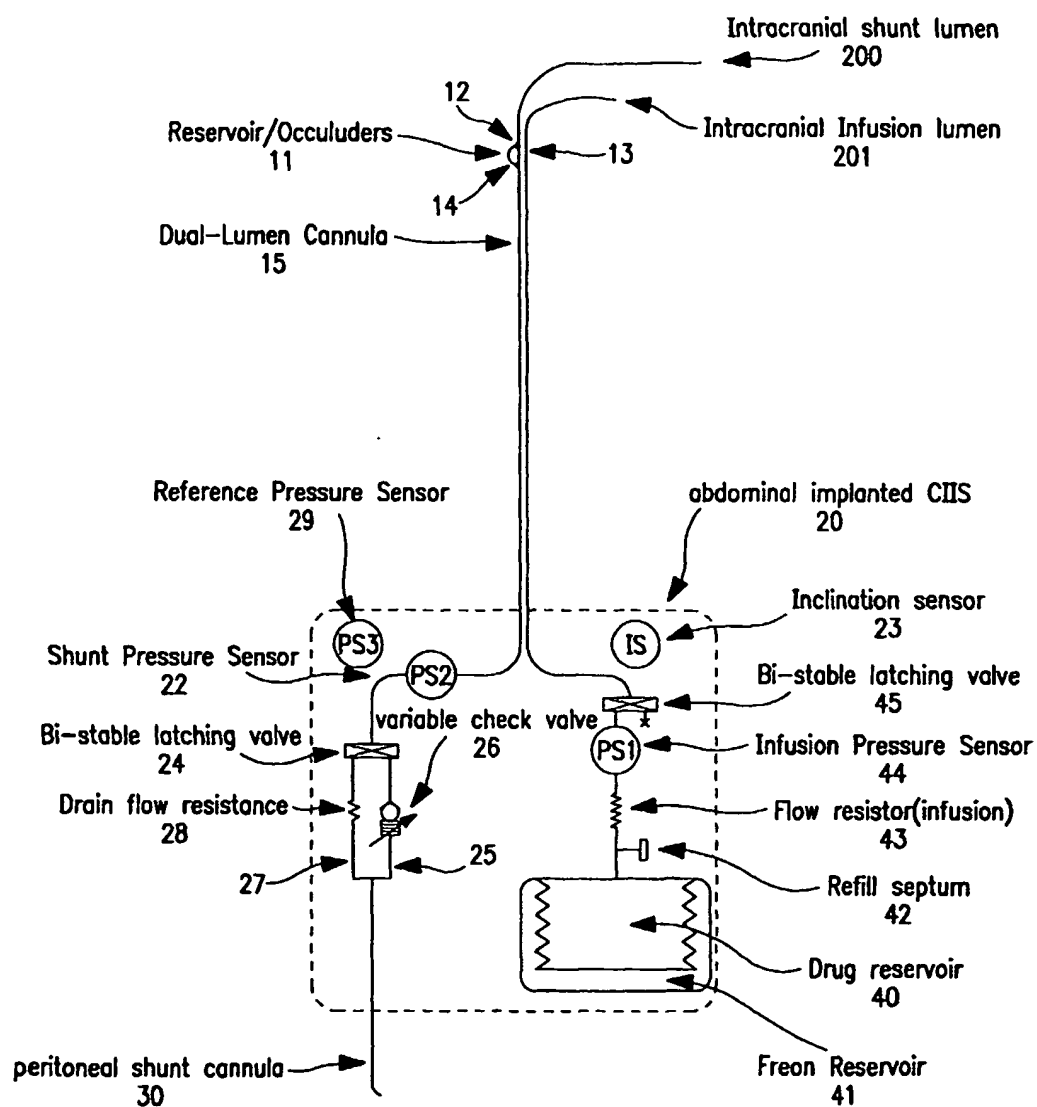 Intracranial shunt lumen
200
12
Reservoir/Occuluders
11
13
Intracranial Infusion lumen
201
14
Dual-Lumen Cannula
15
Reference Pressure Sensor
29
abdominal implanted CIIS
20
Inclination sensor
23
PS3
IS
Shunt Pressure Sensor
22
PS2
Bi-stable latching valve
45
variable check valve
26
Bi-stable latching valve
24
PS1
Infusion Pressure Sensor
44
Drain flow resistance
28
Flow resistor(infusion)
43
27
25
Refill septum
42
Drug reservoir
40
peritoneal shunt cannula
30
Freon Reservoir
41